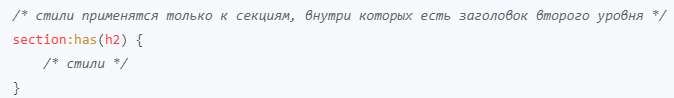 /* стили применятся только к секциям, внутри которых есть заголовок второго уровня */
section:has(h2) {
    /* стили */
}